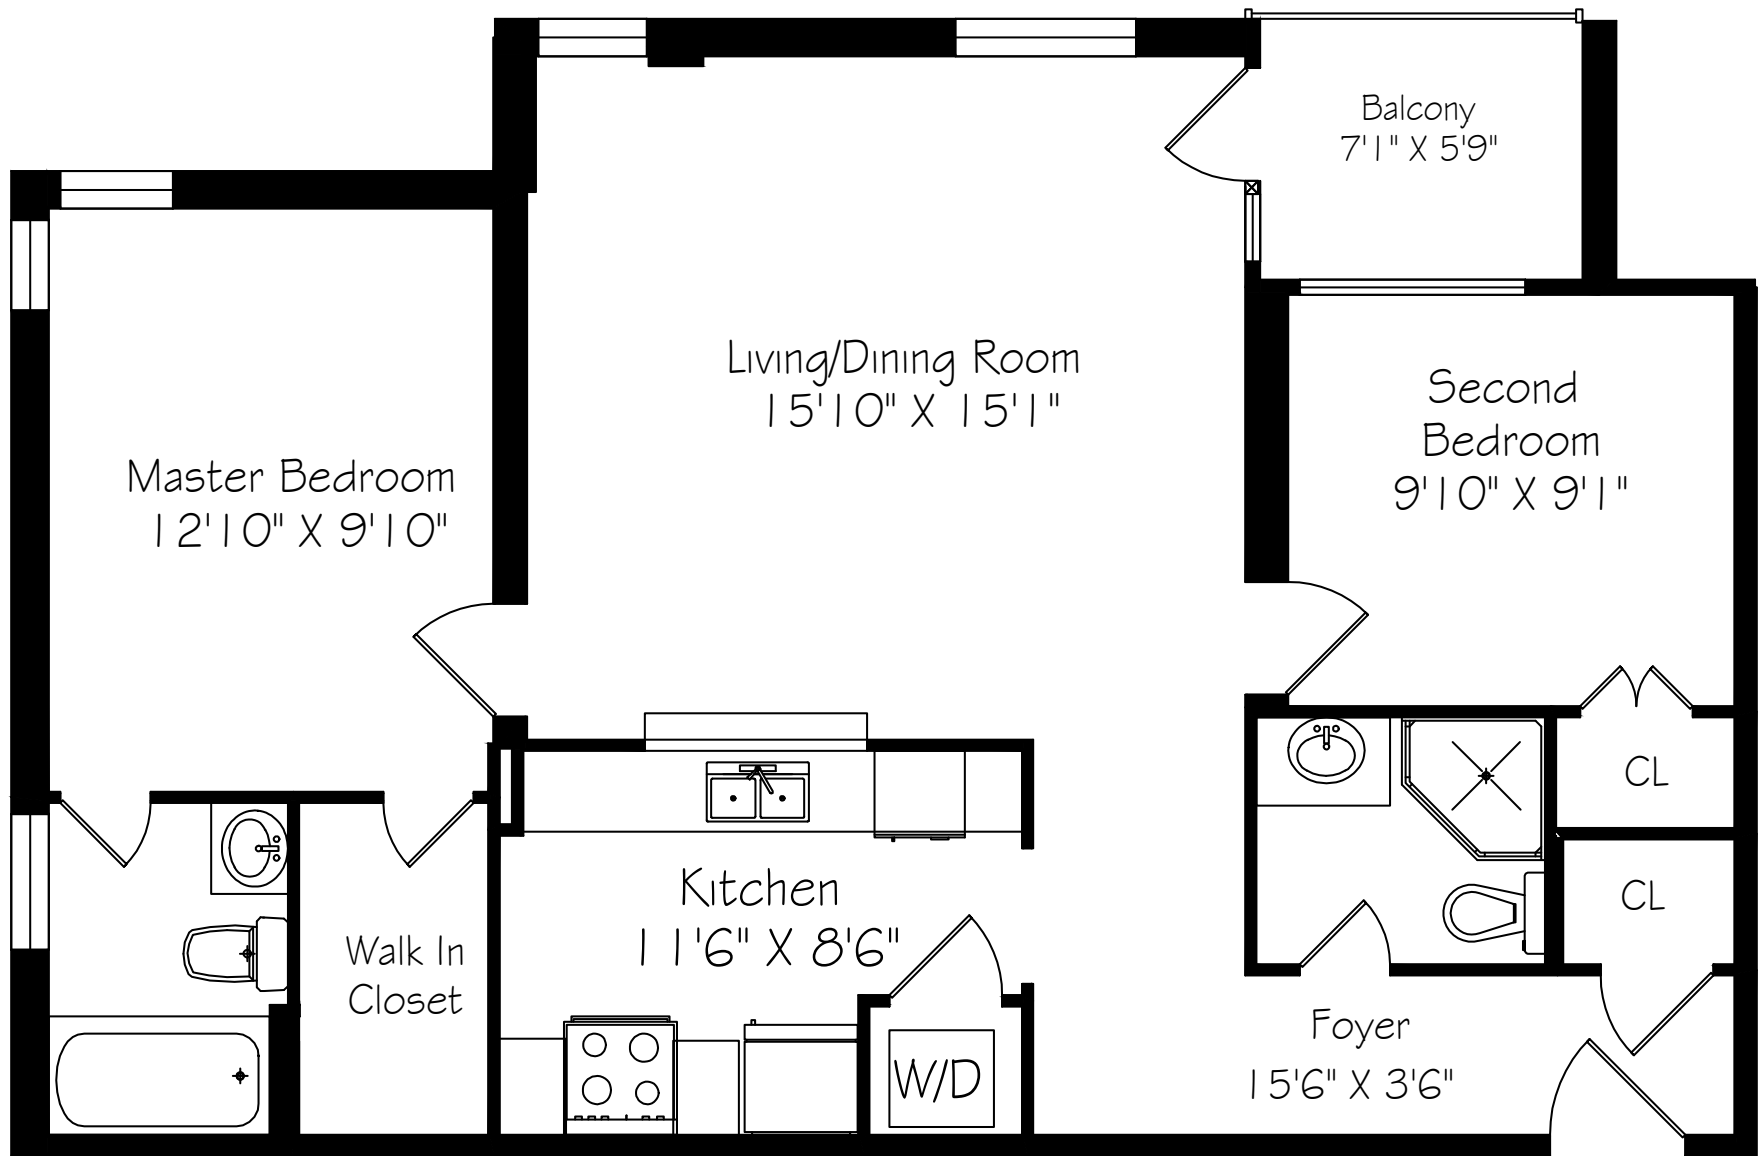 Balcony
7'1" X 5'9"
Living/Dining Room
15'10" X 15'1"
Second
Bedroom
9'10" X 9'1"
Master Bedroom
12'10" X 9'10"
CL
Kitchen
11'6" X 8'6"
CL
Walk In
Closet
Foyer
15'6" X 3'6"
W/D